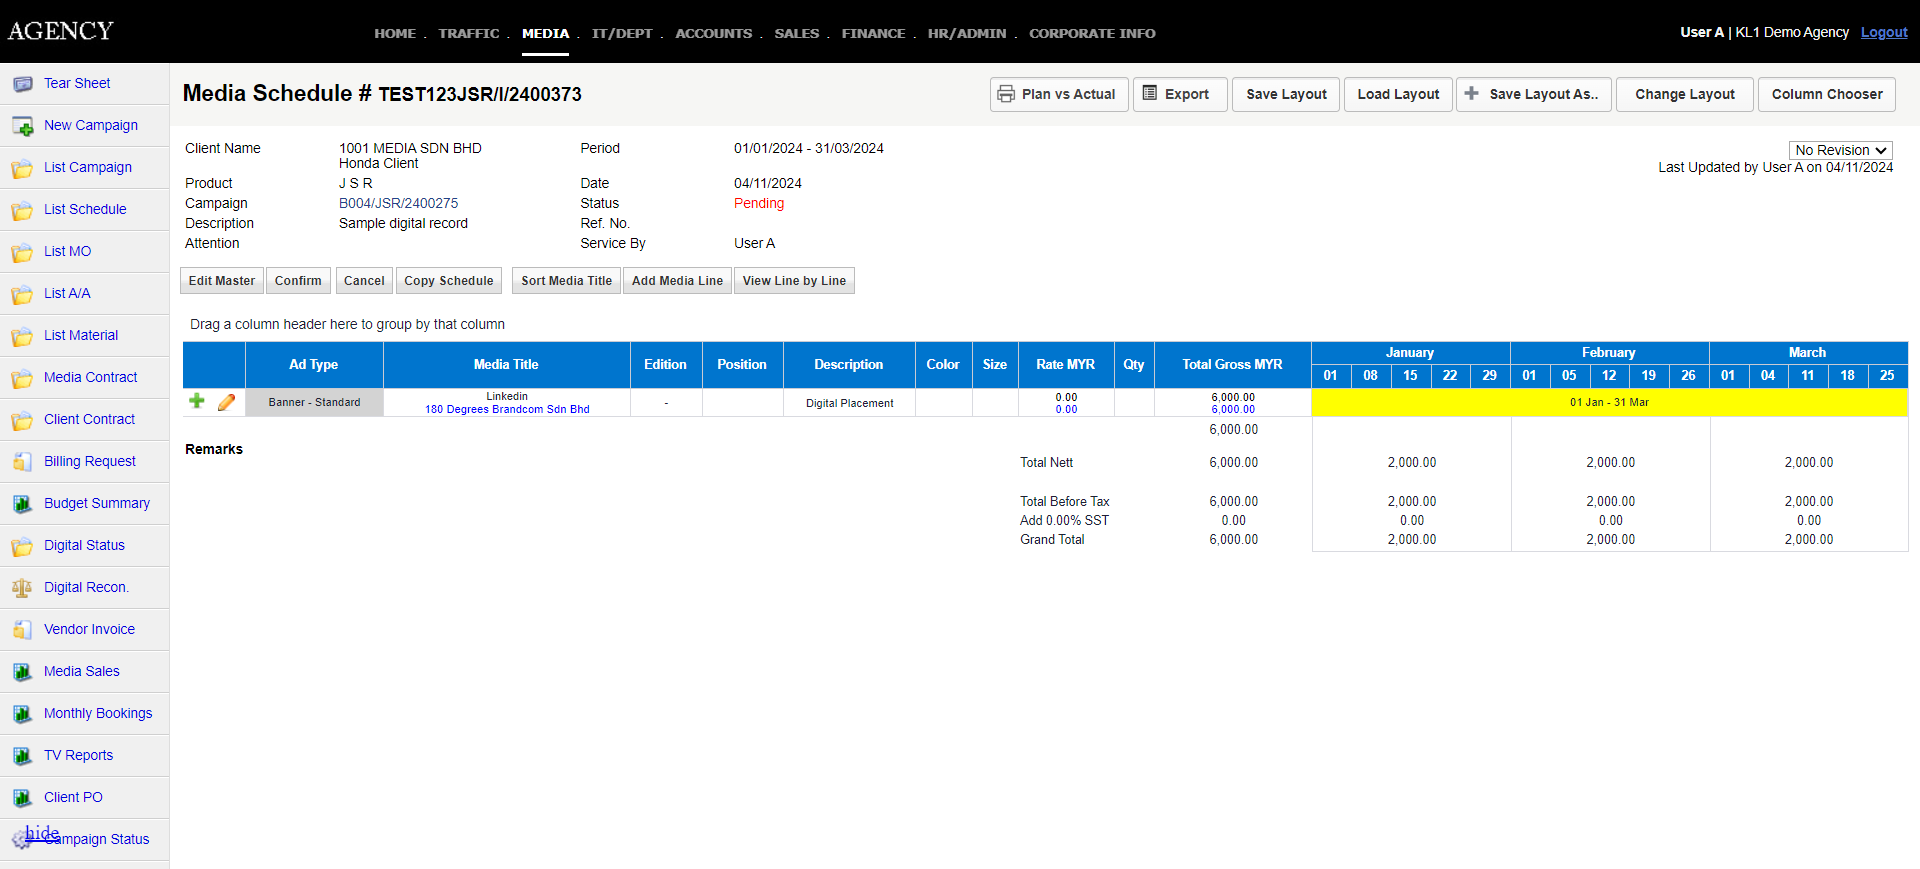 AGENCY
HOME . TRAFFIC . MEDIA . IT/DEPT . ACCOUNTS . SALES . FINANCE . HR/ADMIN . CORPORATE INFO
User A | KL1 Demo Agency Logout
Tear Sheet
New Campaign
List Campaign
List Schedule
List MO
List A/A
List Material
Media Contract
Client Contract
Billing Request
Budget Summary
Digital Status
Digital Recon.
Vendor Invoice
Media Sales
Monthly Bookings
TV Reports
Client PO
hide
Campaign Status
Media Schedule # TEST123JSR/I/2400373
Plan vs Actual Export Save Layout Load Layout Save Layout As.. Change Layout Column Chooser
Client Name 1001 MEDIA SDN BHD Period 01/01/2024 - 31/03/2024
Honda Client
No Revision
Last Updated by User A on 04/11/2024
Product J S R Date 04/11/2024
Campaign B004/JSR/2400275 Status Pending
Description Sample digital record Ref. No.
Attention Service By User A
Edit Master Confirm Cancel Copy Schedule Sort Media Title Add Media Line View Line by Line
Drag a column header here to group by that column
Ad Type Media Title Edition Position Description Color Size Rate MYR Qty Total Gross MYR January February March
01 08 15 22 29 01 05 12 19 26 01 04 11 18 25
Banner - Standard Linkedin - Digital Placement 0.00 6,000.00 01 Jan - 31 Mar
180 Degrees Brandcom Sdn Bhd 0.00 6,000.00
6,000.00
Remarks
Total Nett 6,000.00 2,000.00 2,000.00 2,000.00
Total Before Tax 6,000.00 2,000.00 2,000.00 2,000.00
Add 0.00% SST 0.00 0.00 0.00 0.00
Grand Total 6,000.00 2,000.00 2,000.00 2,000.00